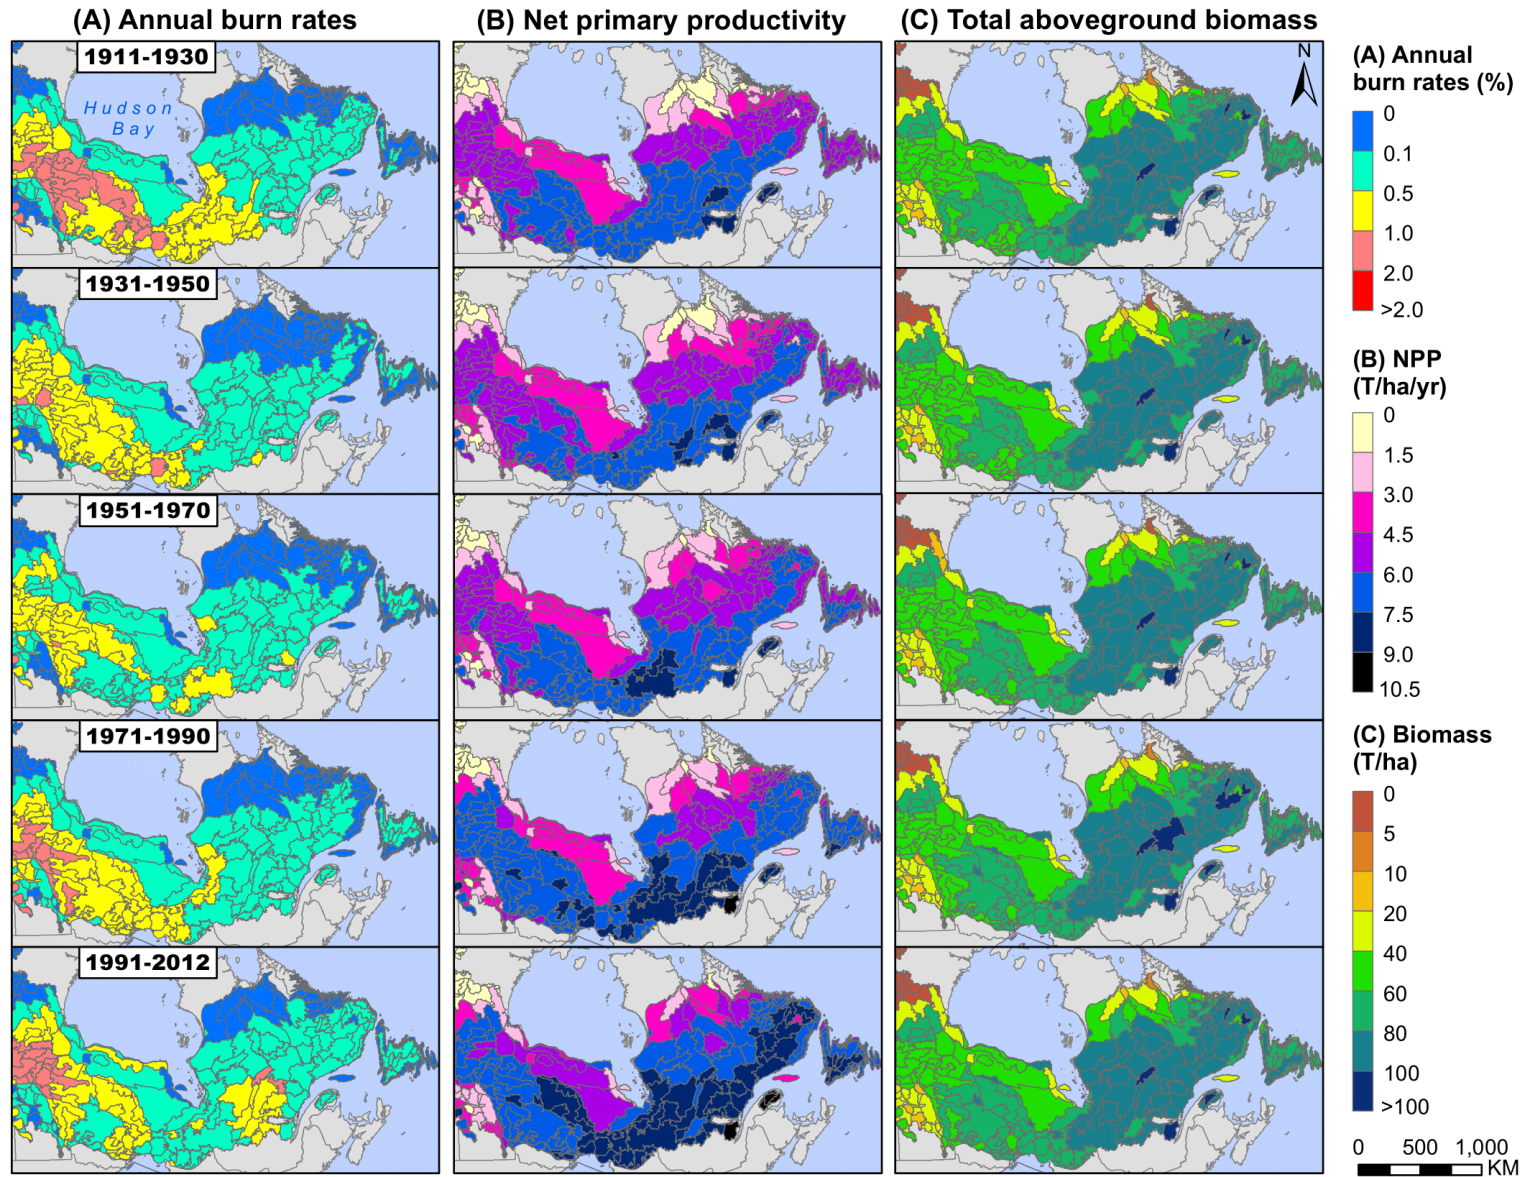 (A) Annual burn rates
(B) Net primary productivity
(C) Total aboveground biomass
1911-1930
Hudson
Bay
N
1931-1950
1951-1970
1971-1990
1991-2012
(A) Annual
burn rates (%)
0
0.1
0.5
1.0
2.0
>2.0
(B) NPP
(T/ha/yr)
0
1.5
3.0
4.5
6.0
7.5
9.0
10.5
(C) Biomass
(T/ha)
0
5
10
20
40
60
80
100
>100
0 500 1,000
KM